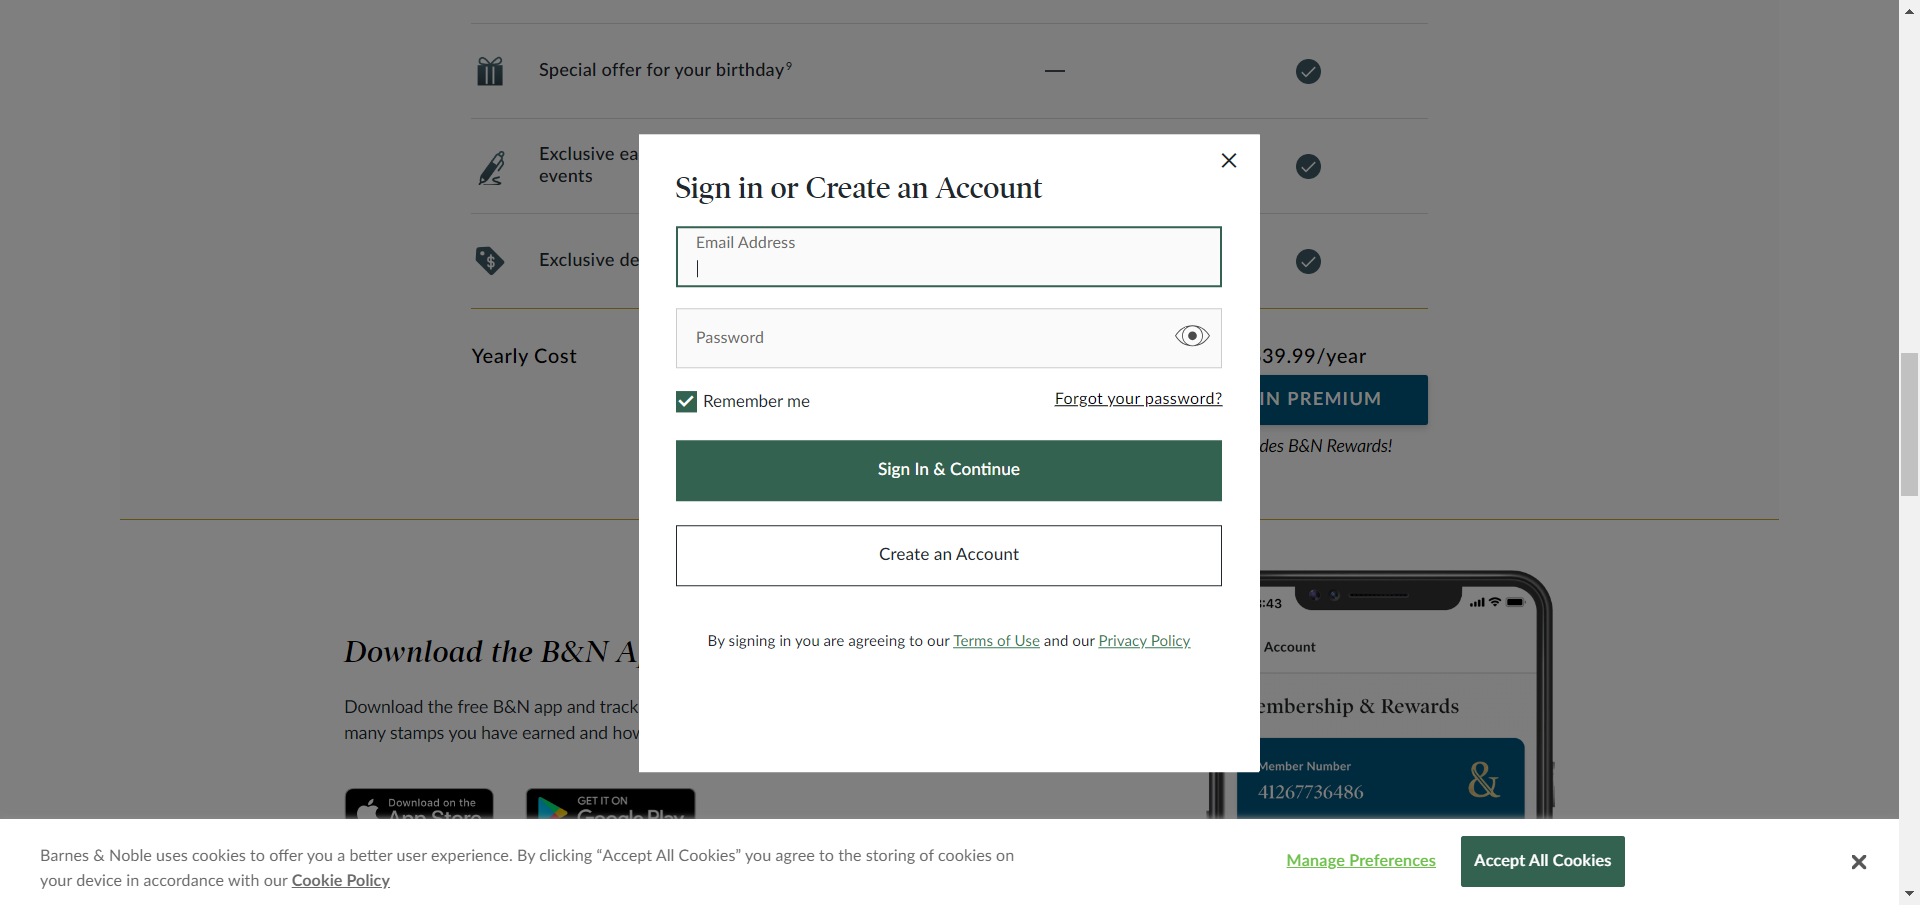 Special offer for your birthday⁹
—
Exclusive ea
events
Exclusive de
Yearly Cost
39.99/year
IN PREMIUM
des B&N Rewards!
Sign in or Create an Account
Email Address
Password
Remember me
Forgot your password?
Sign In & Continue
Create an Account
By signing in you are agreeing to our Terms of Use and our Privacy Policy
Download the B&N A
Download the free B&N app and track
many stamps you have earned and how
Download on the
App Store
GET IT ON
Google Play
:43
Account
embership & Rewards
Member Number
41267736486
&
Barnes & Noble uses cookies to offer you a better user experience. By clicking “Accept All Cookies” you agree to the storing of cookies on
your device in accordance with our Cookie Policy
Manage Preferences
Accept All Cookies